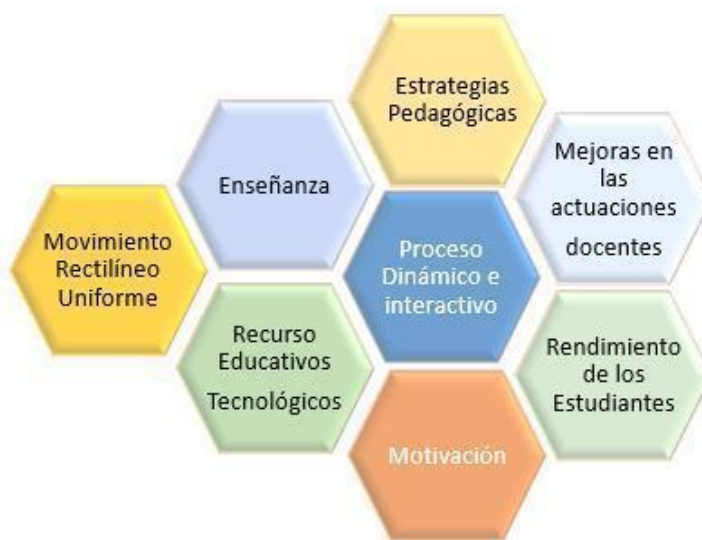 Estrategias
Pedagógicas
Enseñanza
Mejoras en
las
actuaciones
docentes
Movimiento
Rectilíneo
Uniforme
Proceso
Dinámico e
interactivo
Recurso
Educativos
Tecnológicos
Rendimiento
de los
Estudiantes
Motivación